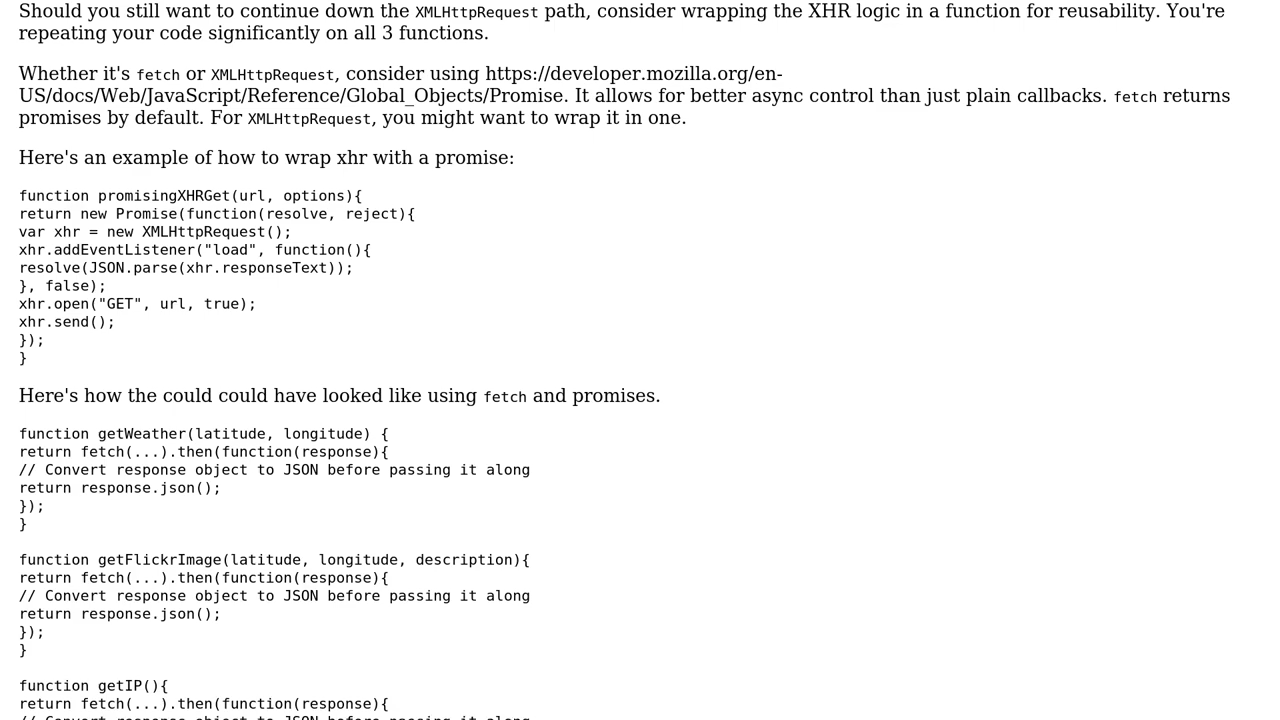 Should you still want to continue down the XMLHttpRequest path, consider wrapping the XHR logic in a function for reusability. You're
repeating your code significantly on all 3 functions.
Whether it's fetch or XMLHttpRequest, consider using https://developer.mozilla.org/en-
US/docs/Web/JavaScript/Reference/Global_Objects/Promise. It allows for better async control than just plain callbacks. fetch returns
promises by default. For XMLHttpRequest, you might want to wrap it in one.
Here's an example of how to wrap xhr with a promise:
function promisingXHRGet(url, options){
return new Promise(function(resolve, reject){
var xhr = new XMLHttpRequest();
xhr.addEventListener("load", function(){
resolve(JSON.parse(xhr.responseText));
}, false);
xhr.open("GET", url, true);
xhr.send();
});
}
Here's how the could could have looked like using fetch and promises.
function getWeather(latitude, longitude) {
return fetch(...).then(function(response){
// Convert response object to JSON before passing it along
return response.json();
});
}
function getFlickrImage(latitude, longitude, description){
return fetch(...).then(function(response){
// Convert response object to JSON before passing it along
return response.json();
});
}
function getIP(){
return fetch(...).then(function(response){
// Convert response object to JSON before passing it along